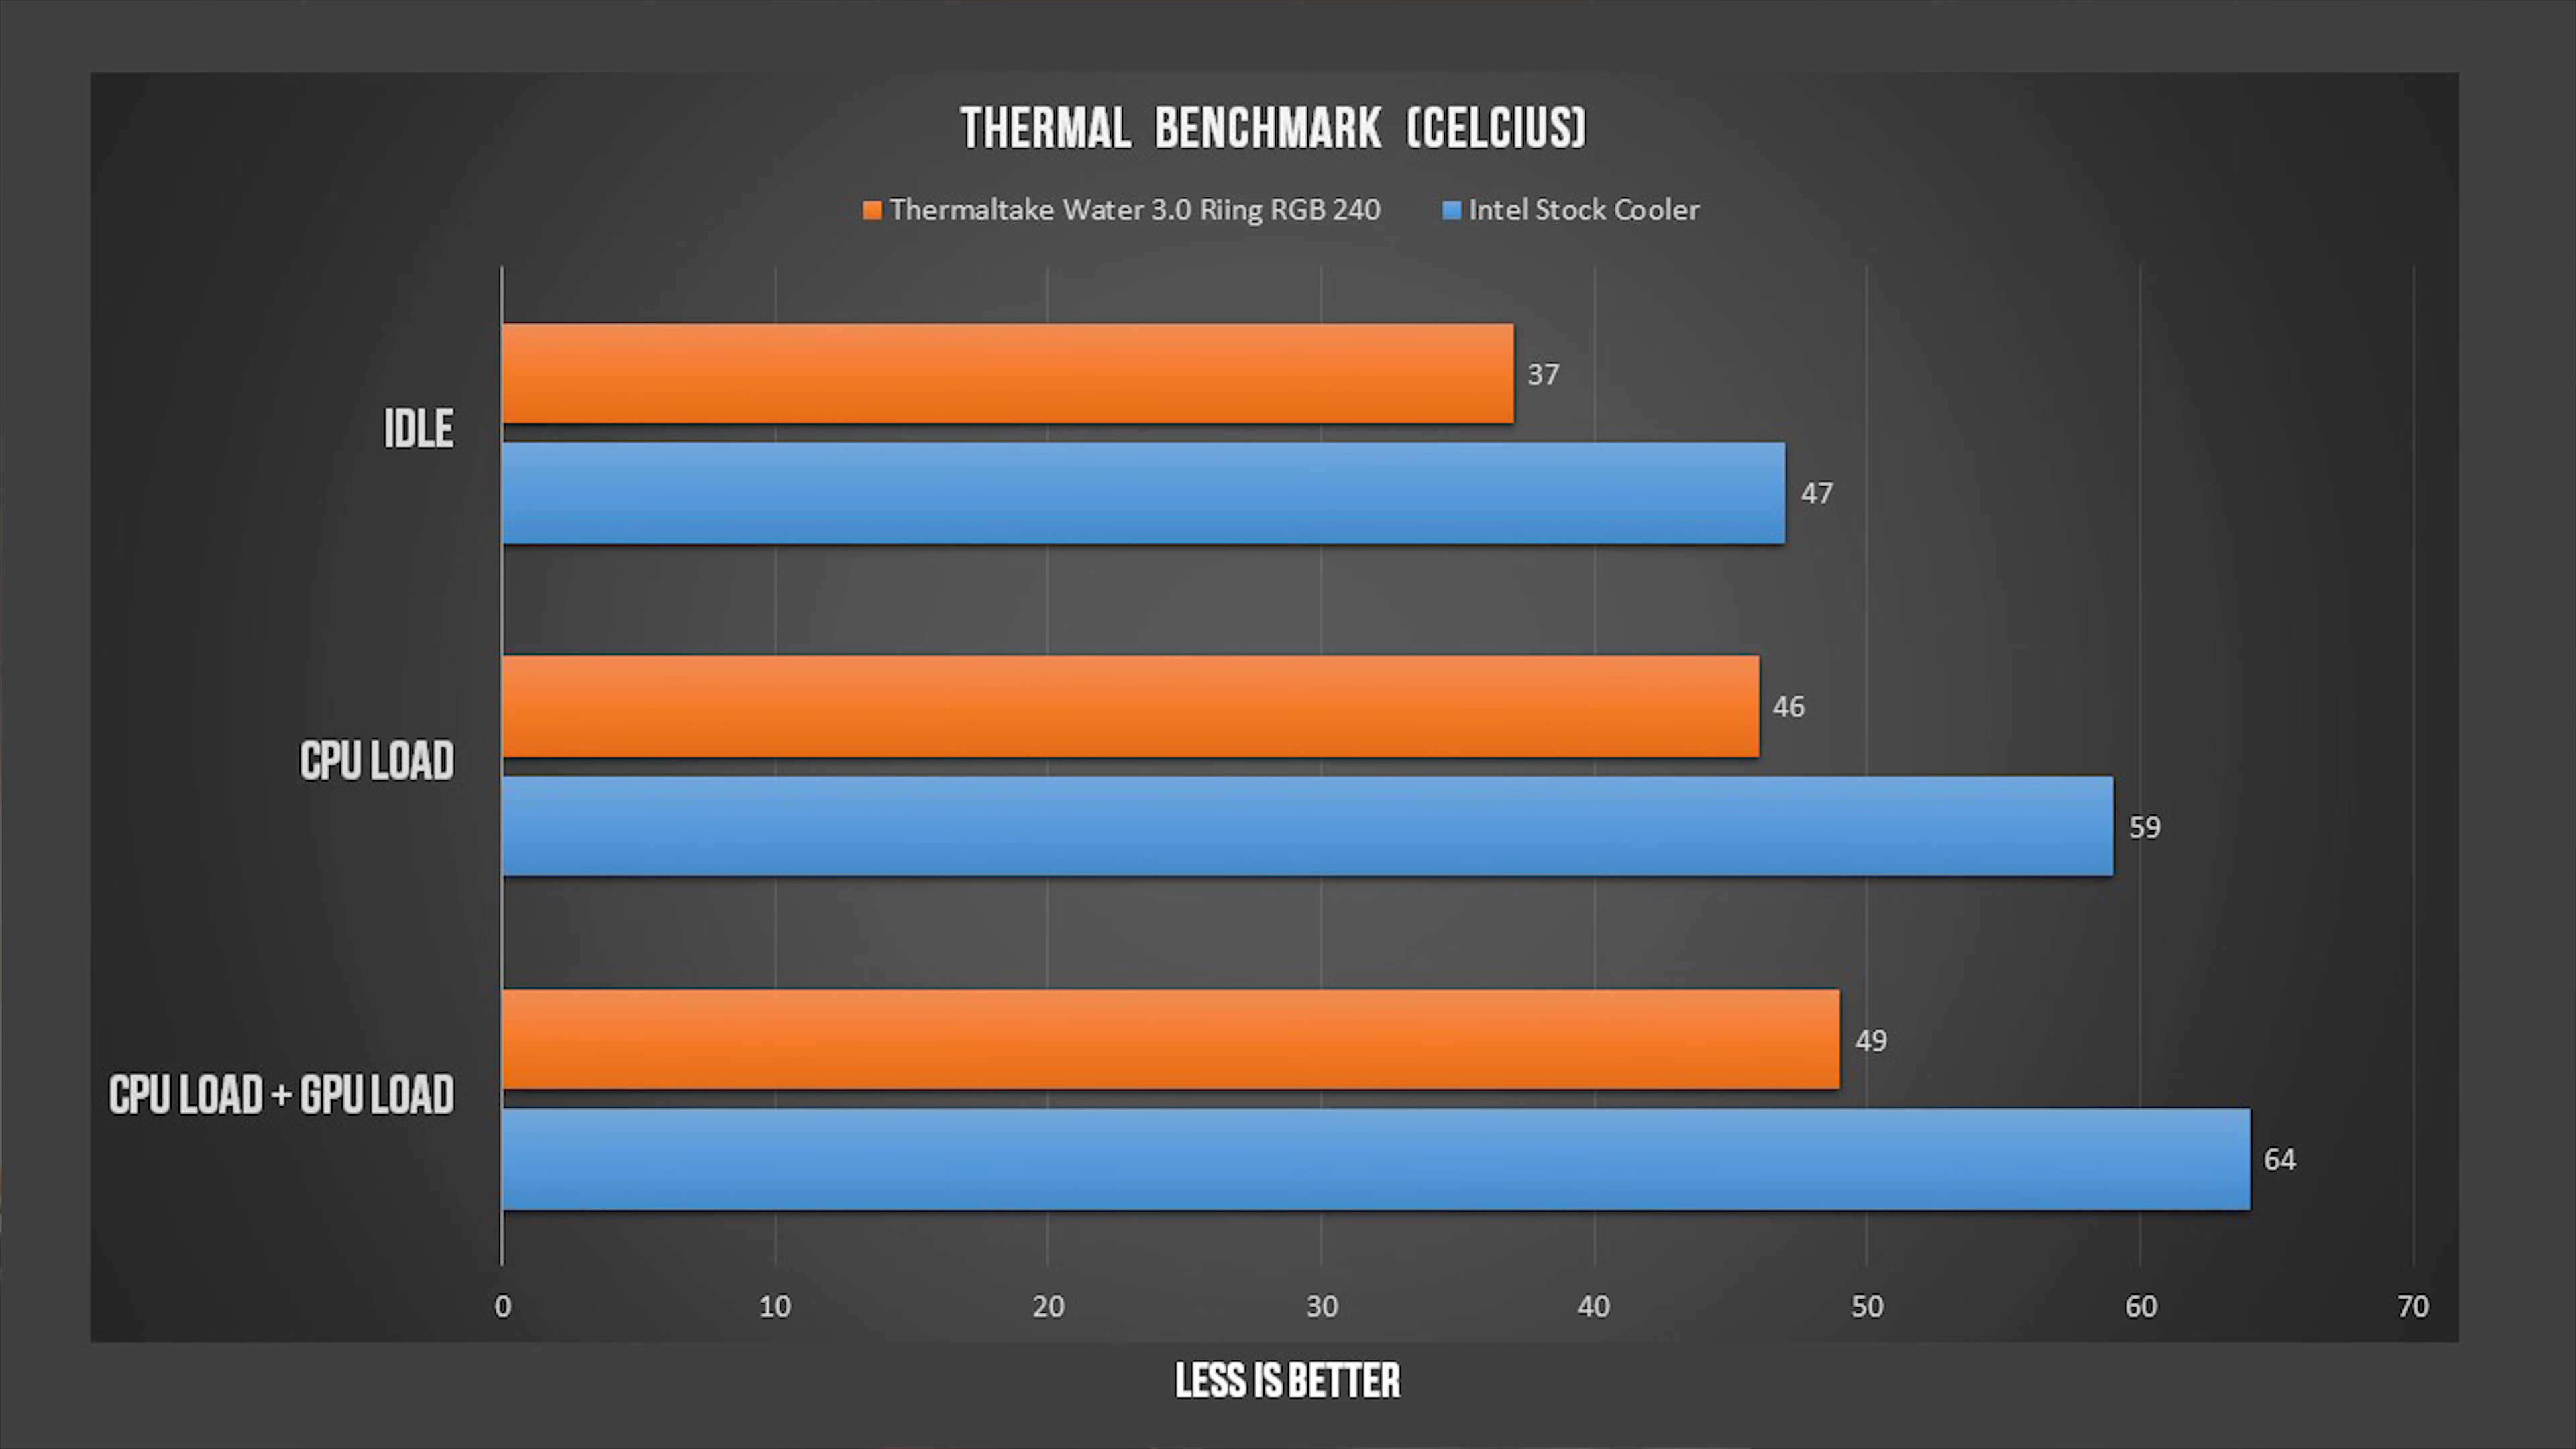 THERMAL BENCHMARK (CELCIUS)
Thermaltake Water 3.0 Riing RGB 240 Intel Stock Cooler
37
IDLE
47
46
CPU LOAD
59
49
CPU LOAD + GPU LOAD
64
0 10 20 30 40 50 60 70
LESS IS BETTER